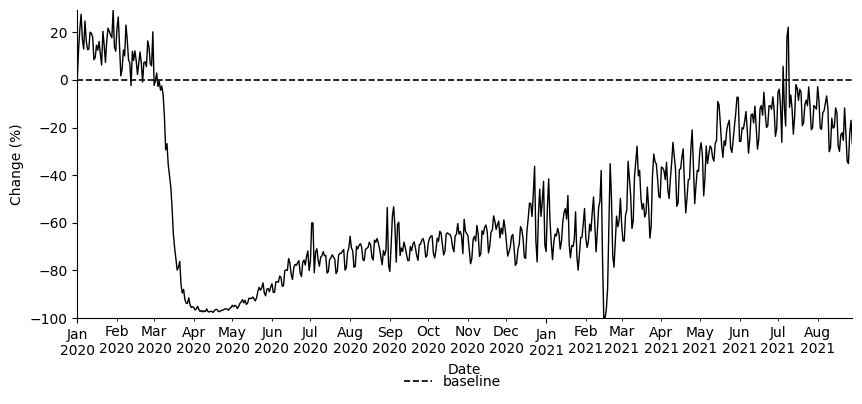 20
0
−20
−40
−60
−80
−100
Change (%)
Jan Feb Mar Apr May Jun Jul Aug Sep Oct Nov Dec Jan Feb Mar Apr May Jun Jul Aug
2020 2020 2020 2020 2020 2020 2020 2020 2020 2020 2020 2020 2021 2021 2021 2021 2021 2021 2021 2021
Date
baseline